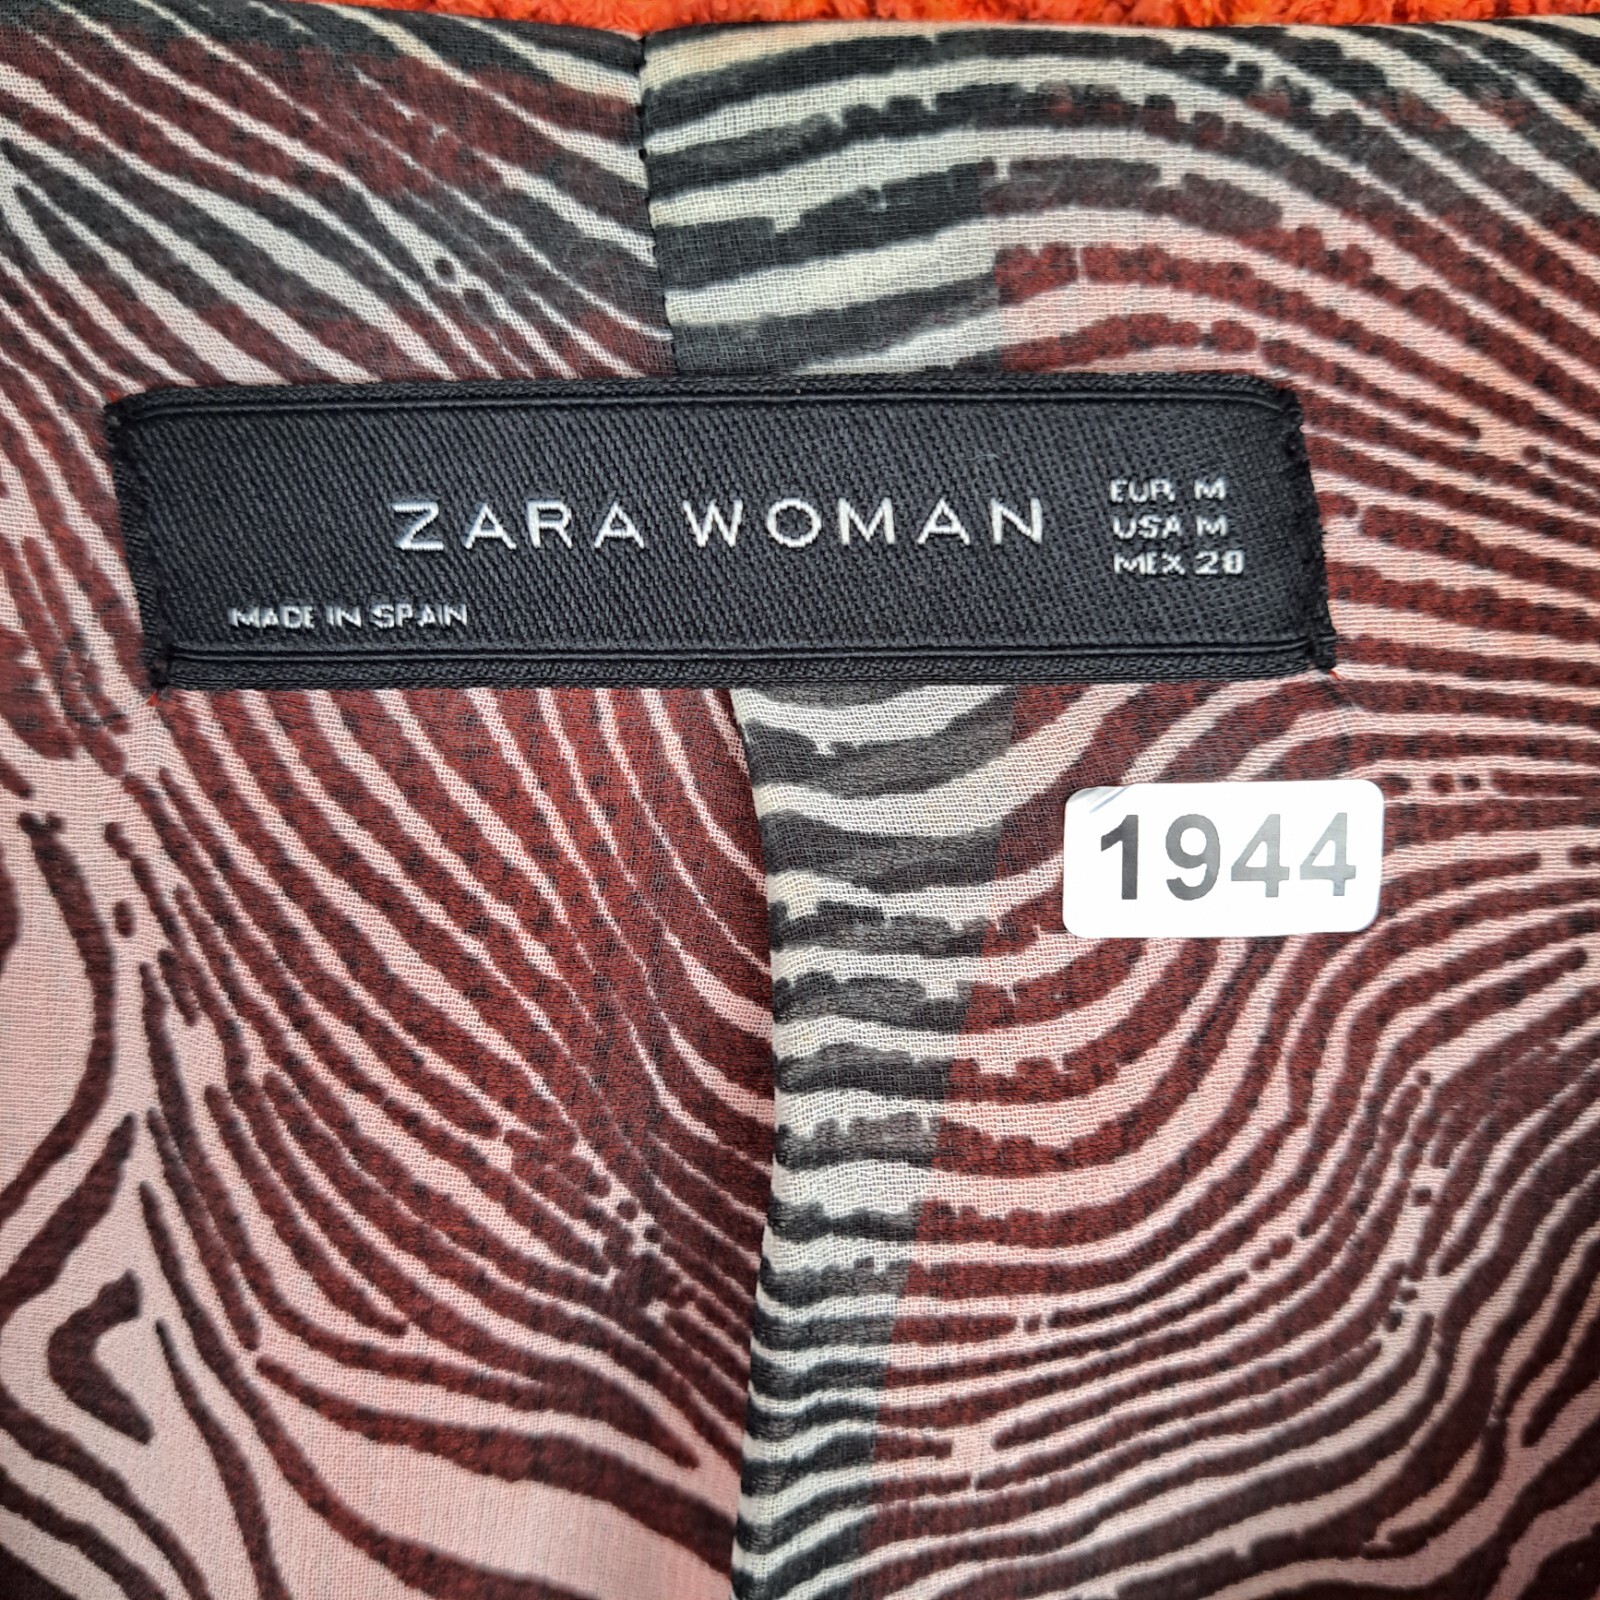 ZARA WOMAN
EUR M
USA M
MEX 28
MADE IN SPAIN
1944